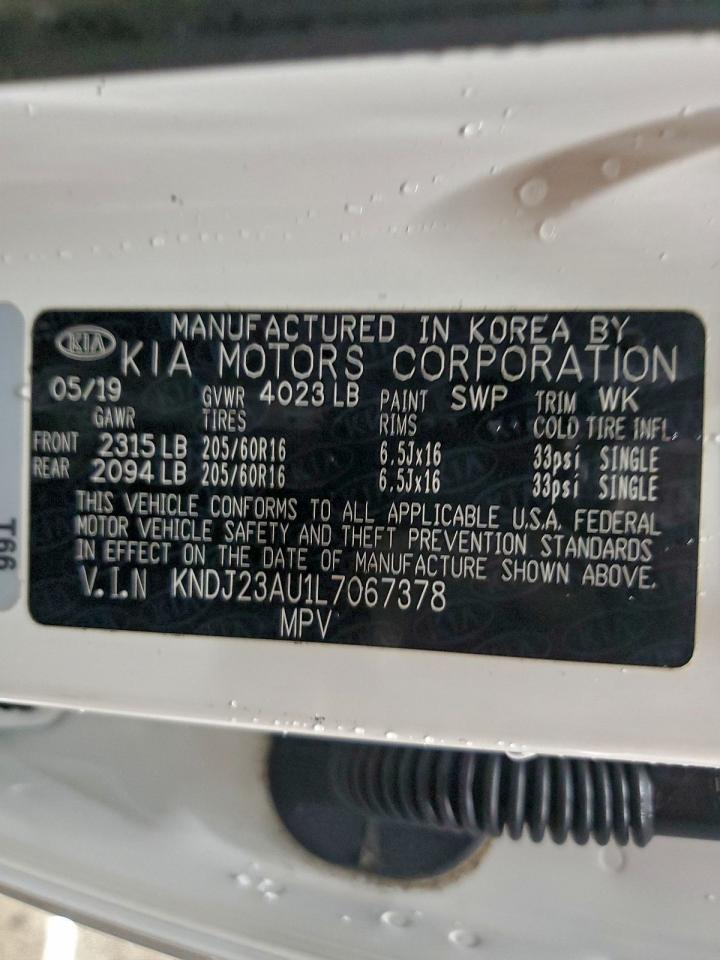 MANUFACTURED IN KOREA BY
KIA KIA MOTORS CORPORATION
05/19 GVWR 4023 LB PAINT SWP TRIM WK
GAWR TIRES RIMS COLD TIRE INFL.
FRONT 2315 LB 205/60R16 6.5Jx16 33psi SINGLE
REAR 2094 LB 205/60R16 6.5Jx16 33psi SINGLE
THIS VEHICLE CONFORMS TO ALL APPLICABLE U.S.A. FEDERAL
MOTOR VEHICLE SAFETY AND THEFT PREVENTION STANDARDS
IN EFFECT ON THE DATE OF MANUFACTURE SHOWN ABOVE.
V.I.N KNDJ23AU1L7067378
MPV
T66